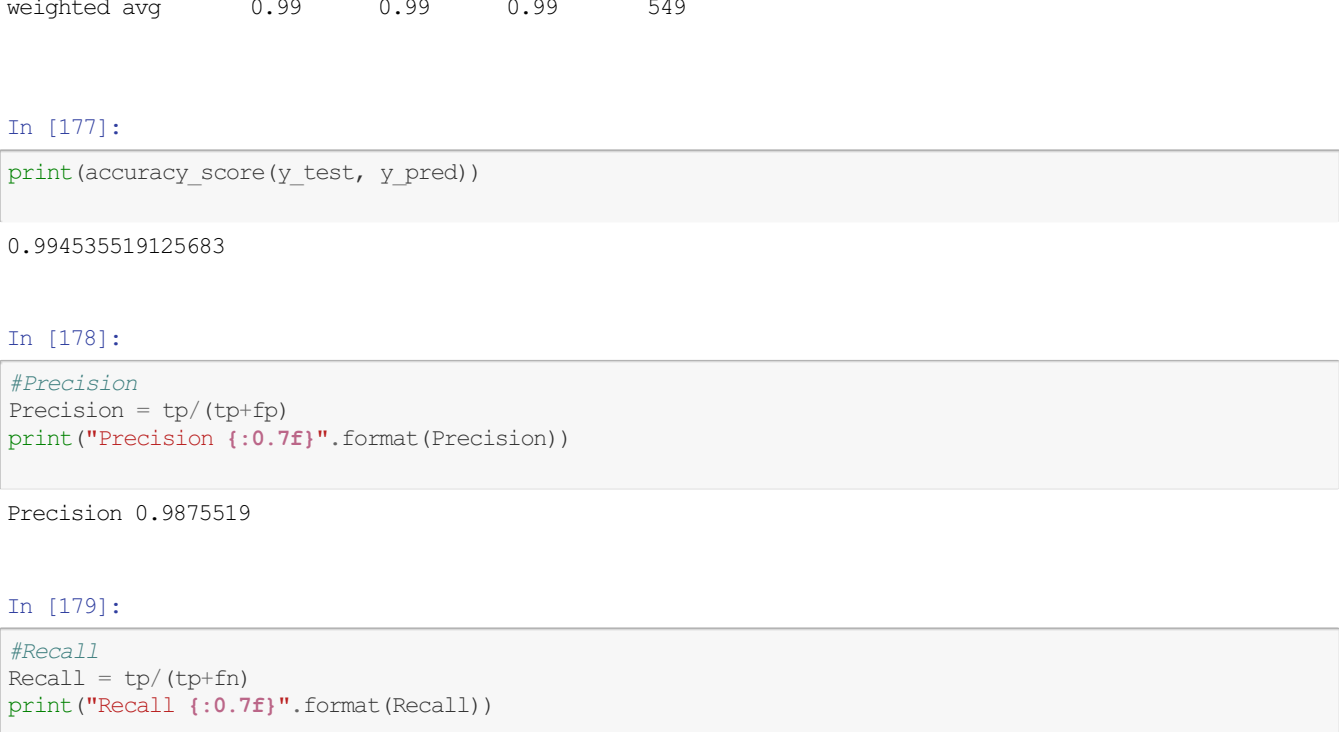 weighted avg 0.99 0.99 0.99 549
In [177]:
print(accuracy_score(y_test, y_pred))
0.994535519125683
In [178]:
#Precision
Precision = tp/(tp+fp)
print("Precision {:0.7f}".format(Precision))
Precision 0.9875519
In [179]:
#Recall
Recall = tp/(tp+fn)
print("Recall {:0.7f}".format(Recall))